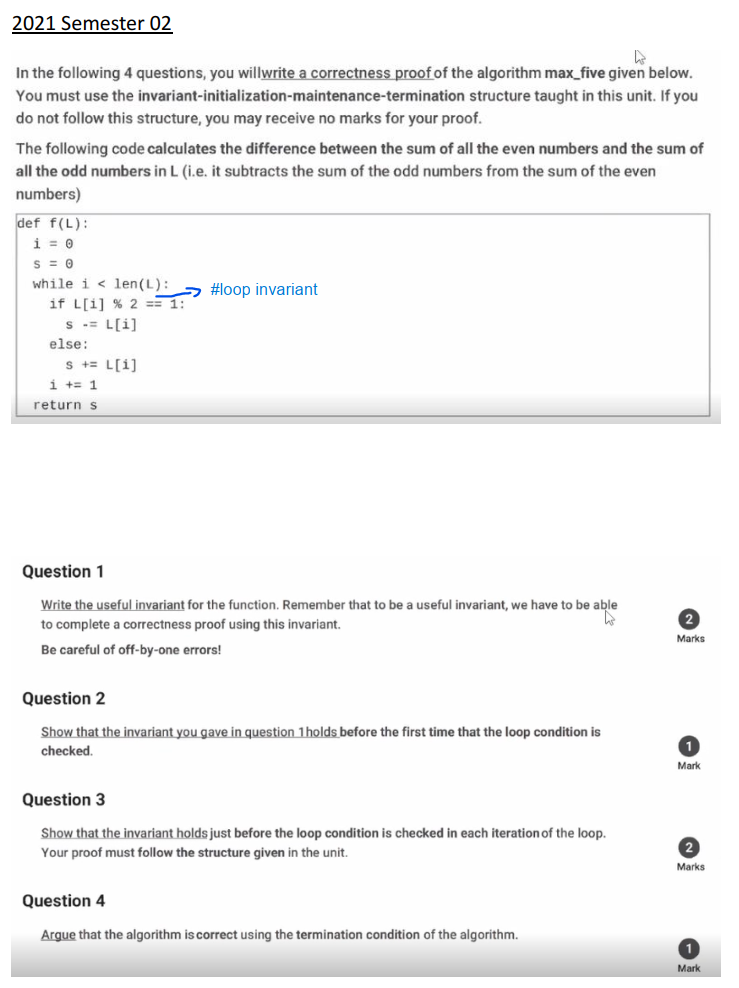 2021 Semester 02
In the following 4 questions, you willwrite a correctness proof of the algorithm max_five given below.
You must use the invariant-initialization-maintenance-termination structure taught in this unit. If you
do not follow this structure, you may receive no marks for your proof.
The following code calculates the difference between the sum of all the even numbers and the sum of
all the odd numbers in L (i.e. it subtracts the sum of the odd numbers from the sum of the even
numbers)
def f(L):
i = 0
s = 0
while i < len(L):
#loop invariant
if L[i] % 2 == 1:
s -= L[i]
else:
s += L[i]
i += 1
return s
Question 1
Write the useful invariant for the function. Remember that to be a useful invariant, we have to be able
to complete a correctness proof using this invariant.
Be careful of off-by-one errors!
2
Marks
Question 2
Show that the invariant you gave in question 1 holds before the first time that the loop condition is
checked.
1
Mark
Question 3
Show that the invariant holds just before the loop condition is checked in each iteration of the loop.
Your proof must follow the structure given in the unit.
2
Marks
Question 4
Argue that the algorithm is correct using the termination condition of the algorithm.
1
Mark